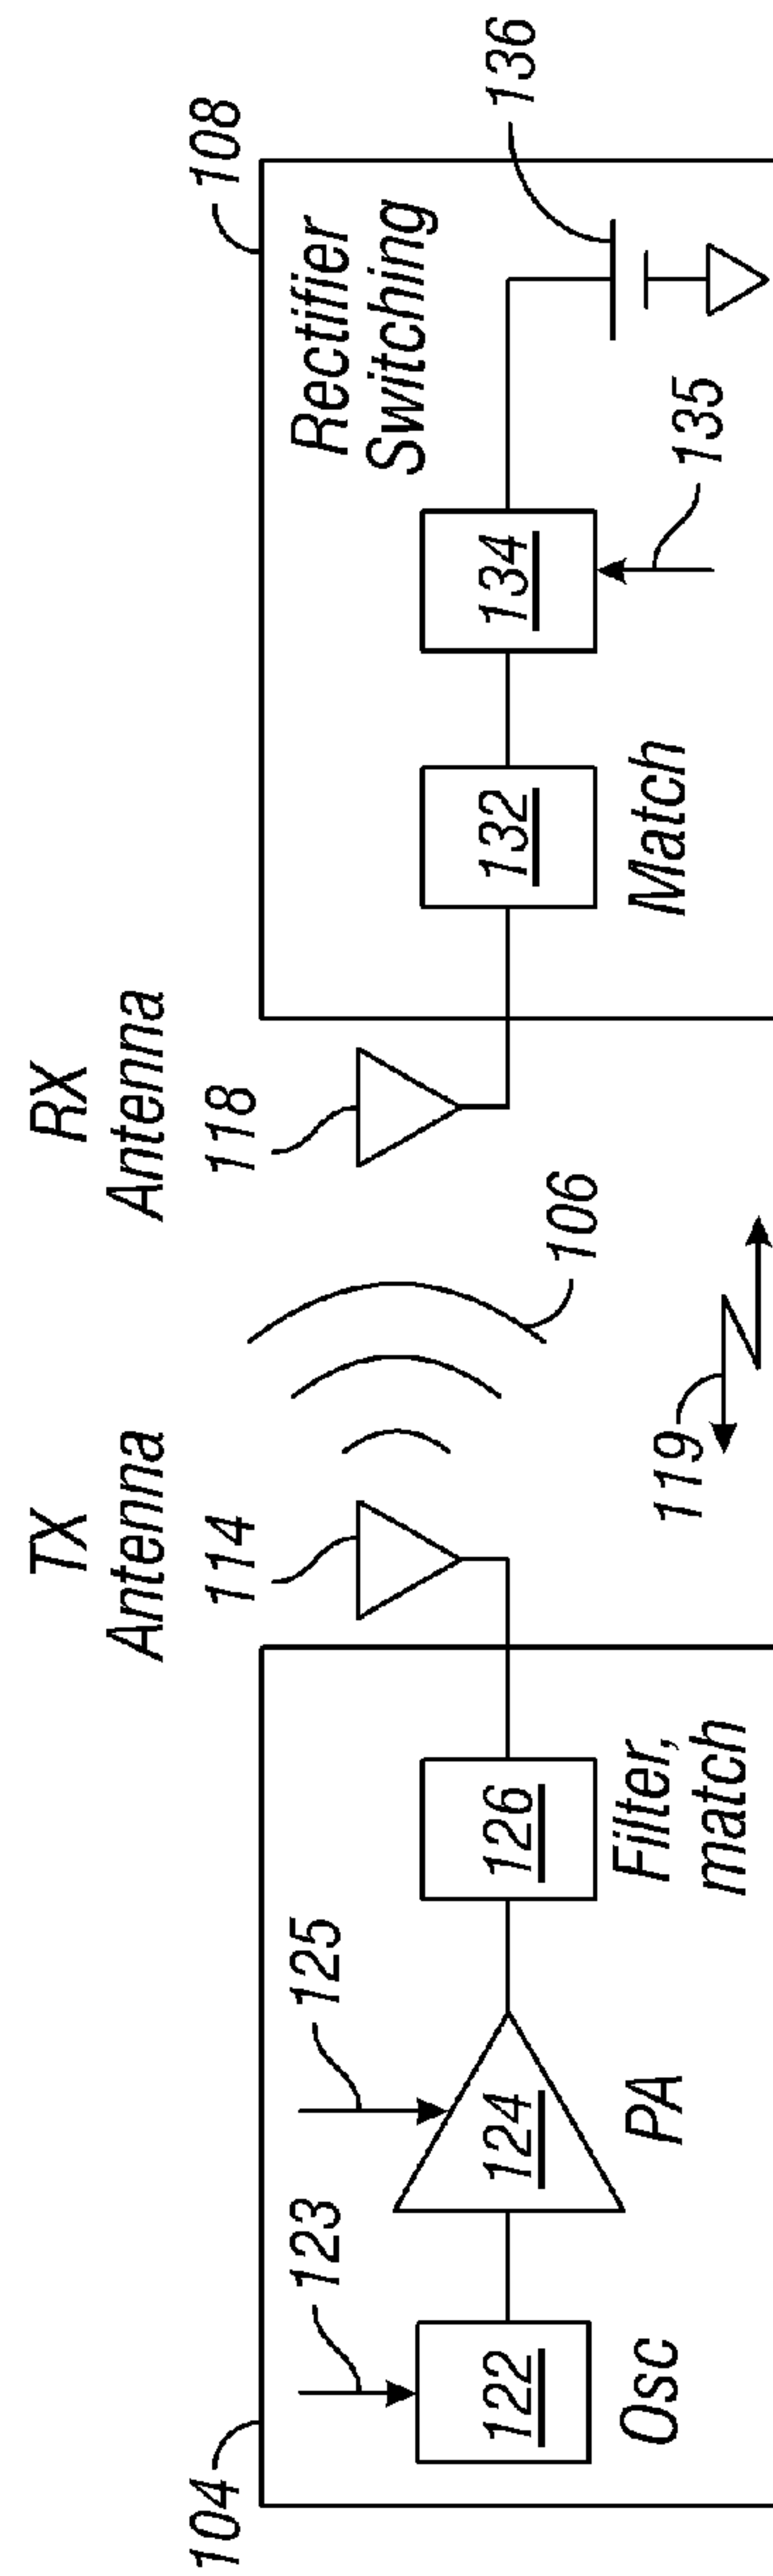 TX
Antenna
RX
Antenna
104
123
125
114
118
108
122
124
126
Osc
PA
Filter,
match
119
106
132
134
Match
Rectifier
Switching
135
136